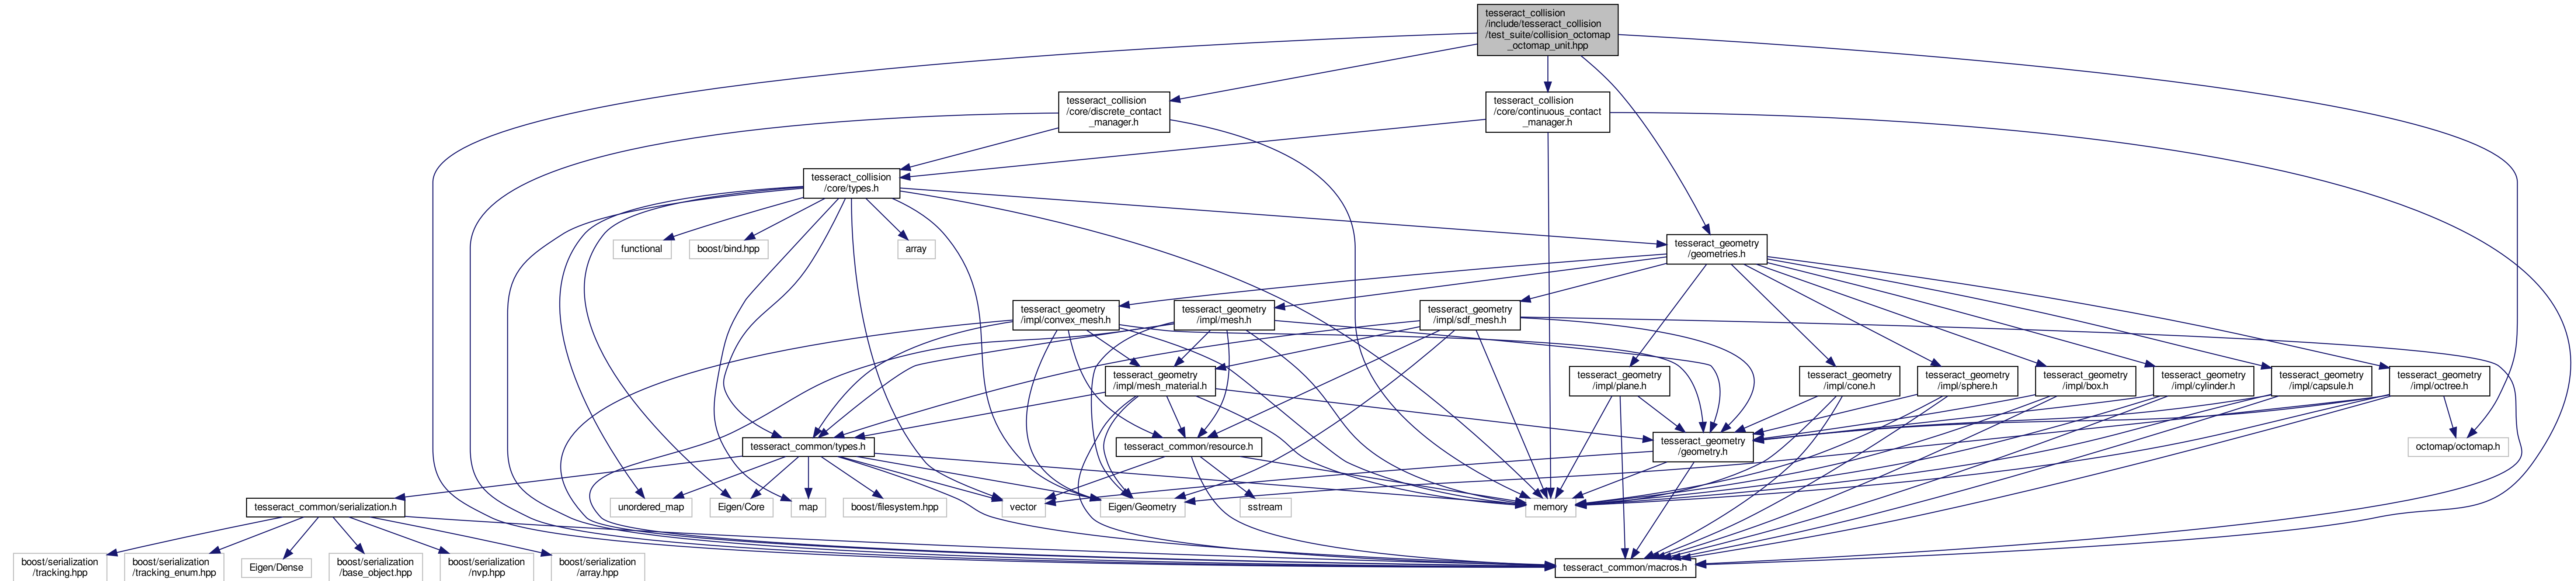 tesseract_collision
/include/tesseract_collision
/test_suite/collision_octomap
_octomap_unit.hpp
tesseract_collision
/core/discrete_contact
_manager.h
tesseract_collision
/core/continuous_contact
_manager.h
tesseract_collision
/core/types.h
functional
boost/bind.hpp
array
tesseract_geometry
/geometries.h
tesseract_geometry
/impl/convex_mesh.h
tesseract_geometry
/impl/mesh.h
tesseract_geometry
/impl/sdf_mesh.h
tesseract_geometry
/impl/mesh_material.h
tesseract_geometry
/impl/plane.h
tesseract_geometry
/impl/cone.h
tesseract_geometry
/impl/sphere.h
tesseract_geometry
/impl/box.h
tesseract_geometry
/impl/cylinder.h
tesseract_geometry
/impl/capsule.h
tesseract_geometry
/impl/octree.h
tesseract_common/types.h
tesseract_common/resource.h
tesseract_geometry
/geometry.h
octomap/octomap.h
tesseract_common/serialization.h
unordered_map
Eigen/Core
map
boost/filesystem.hpp
vector
Eigen/Geometry
sstream
memory
boost/serialization
/tracking.hpp
boost/serialization
/tracking_enum.hpp
Eigen/Dense
boost/serialization
/base_object.hpp
boost/serialization
/nvp.hpp
boost/serialization
/array.hpp
tesseract_common/macros.h